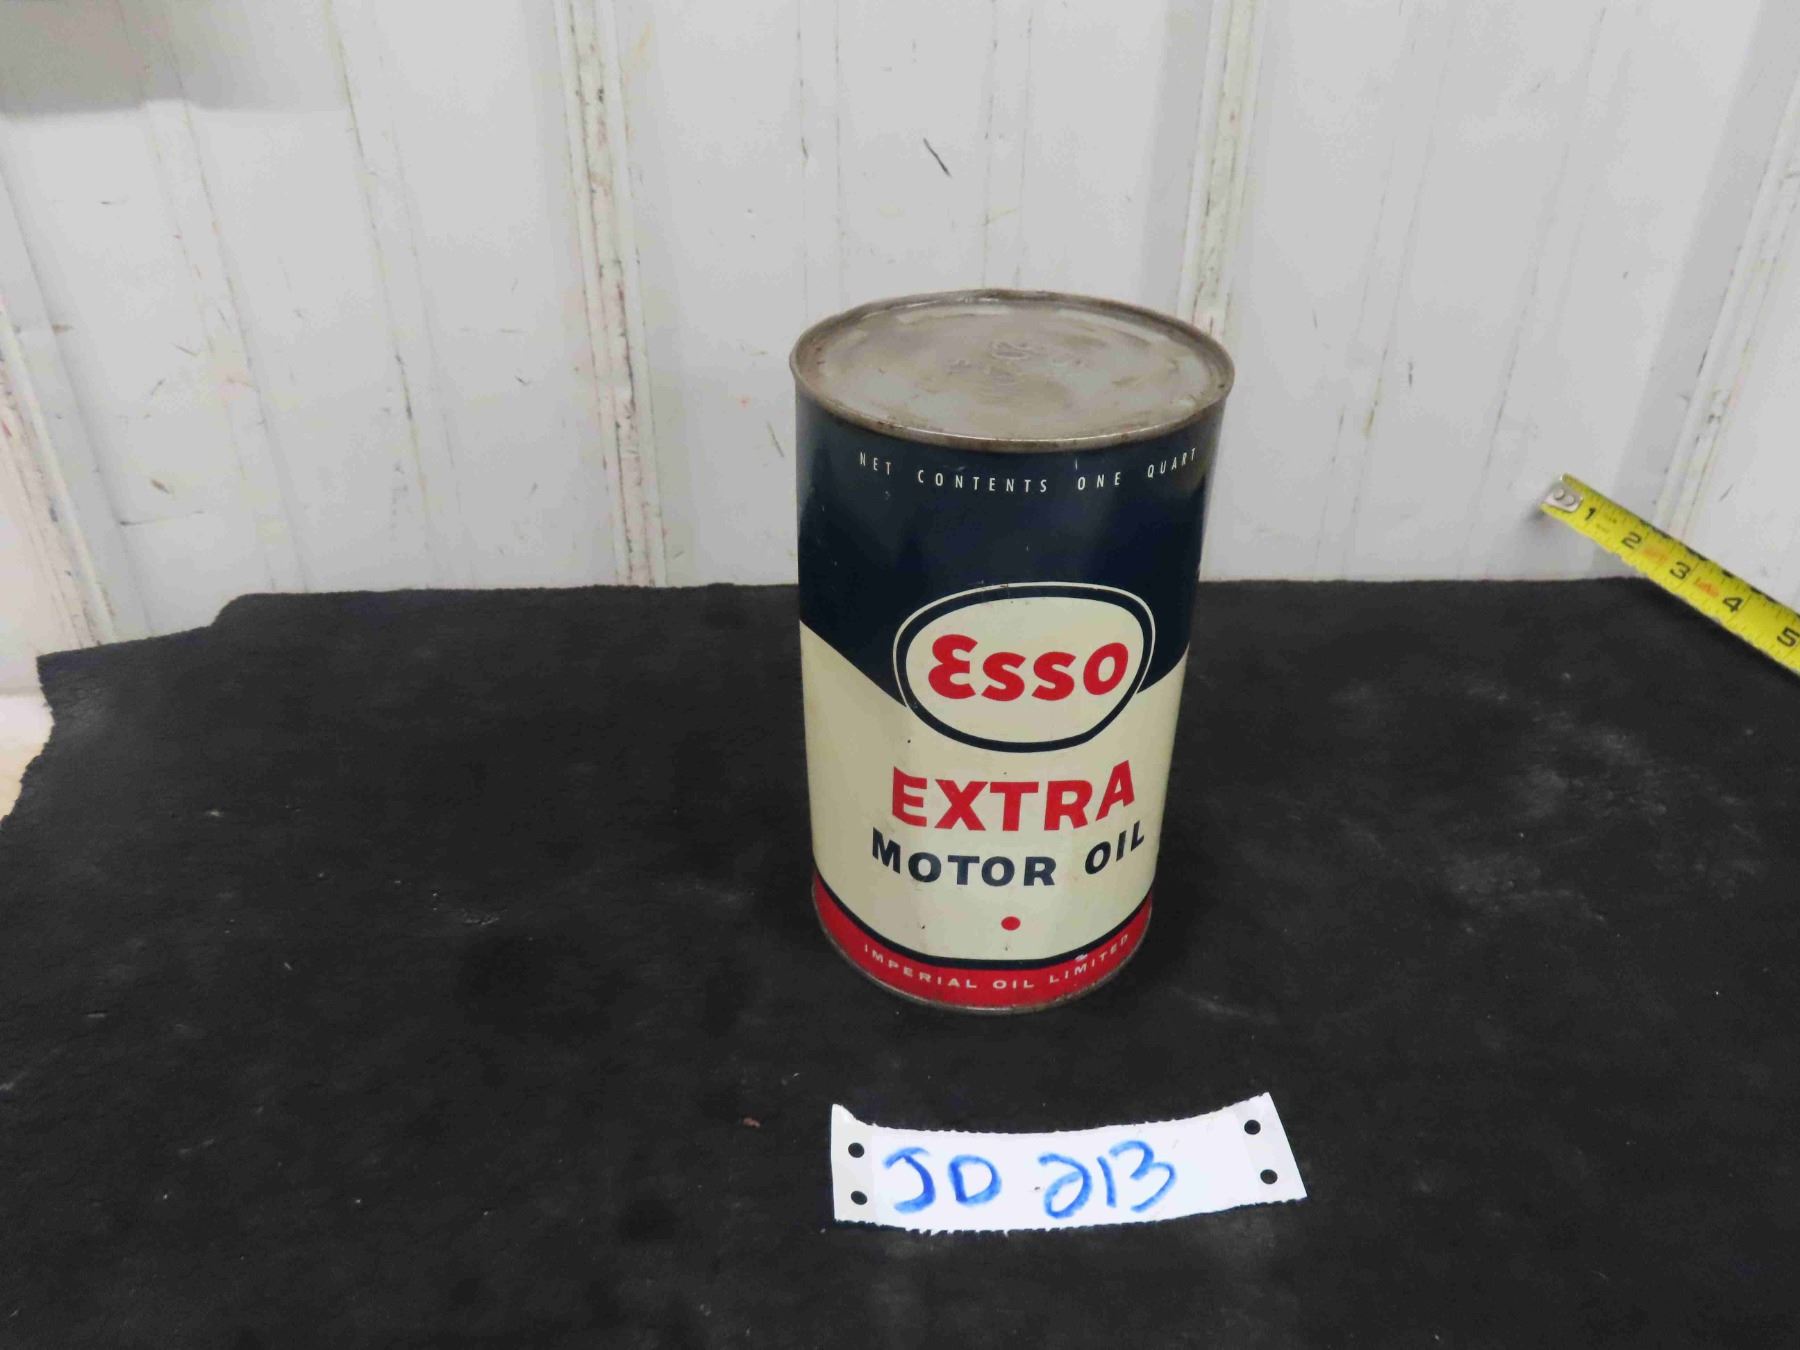 NET CONTENTS ONE QUART
Esso
EXTRA
MOTOR OIL
IMPERIAL OIL LIMITED
1 2 3 4 5
JD 213